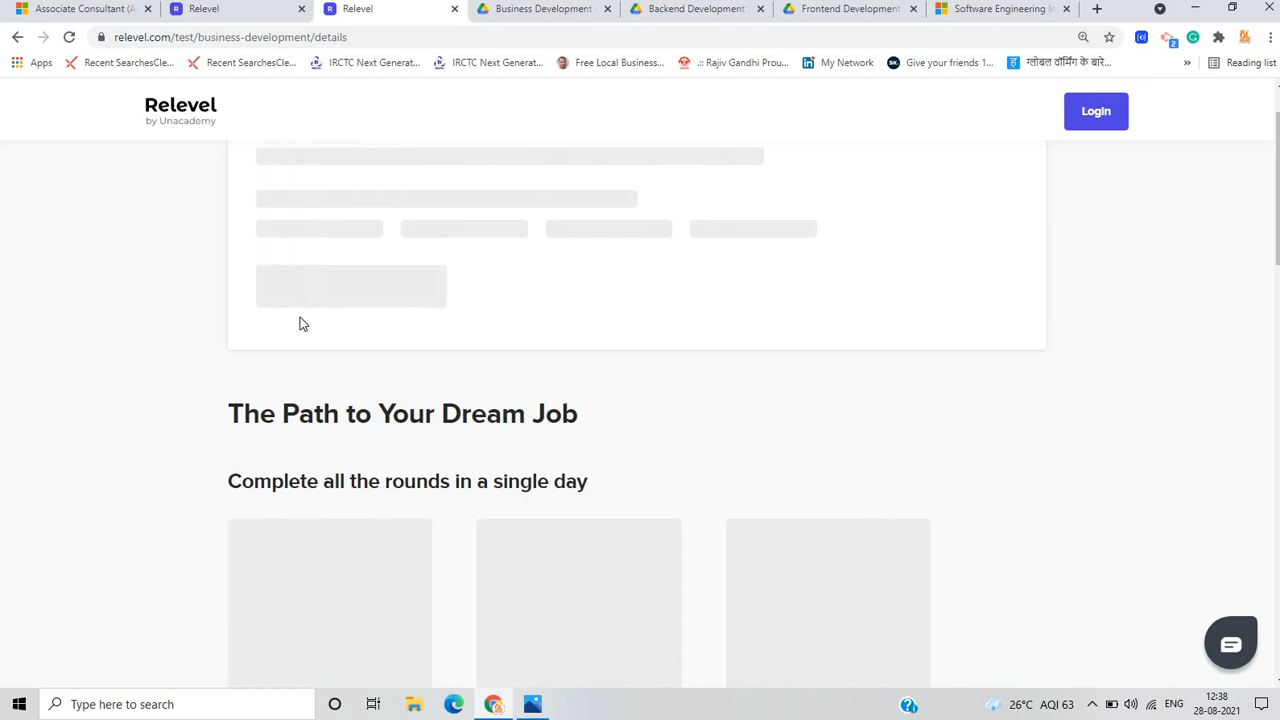 Associate Consultant (A
Relevel
Relevel
Business Development
Backend Development
Frontend Development
Software Engineering In
relevel.com/test/business-development/details
2
Apps
Recent SearchesCle...
Recent SearchesCle...
IRCTC Next Generat...
IRCTC Next Generat...
Free Local Business...
.:: Rajiv Gandhi Prou...
My Network
Give your friends 1...
ग्लोबल वॉर्मिंग के बारे...
»
Reading list
Relevel
by Unacademy
Login
The Path to Your Dream Job
Complete all the rounds in a single day
Type here to search
26°C AQI 63
ENG
12:38
28-08-2021